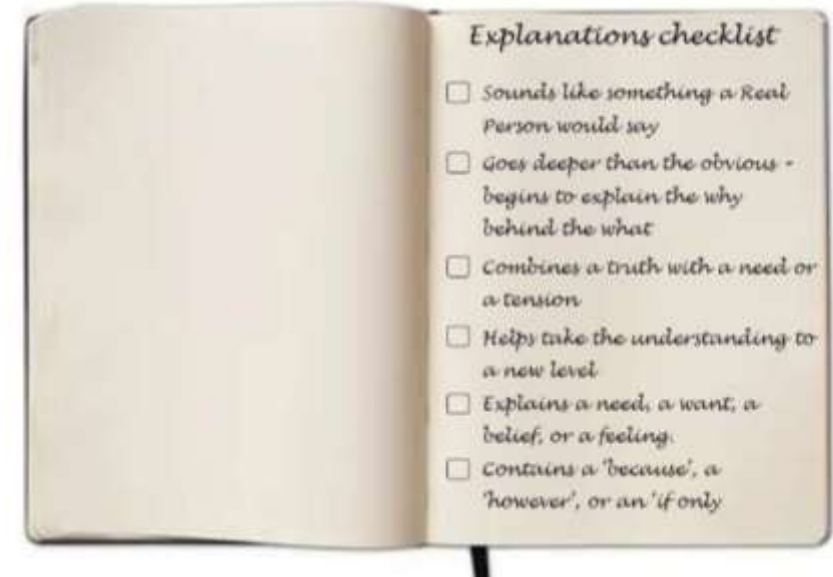 Explanations checklist
Sounds like something a Real
Person would say
Goes deeper than the obvious -
begins to explain the why
behind the what
Combines a truth with a need or
a tension
Helps take the understanding to
a new level
Explains a need, a want, a
belief, or a feeling.
Contains a 'because', a
'however', or an 'if only